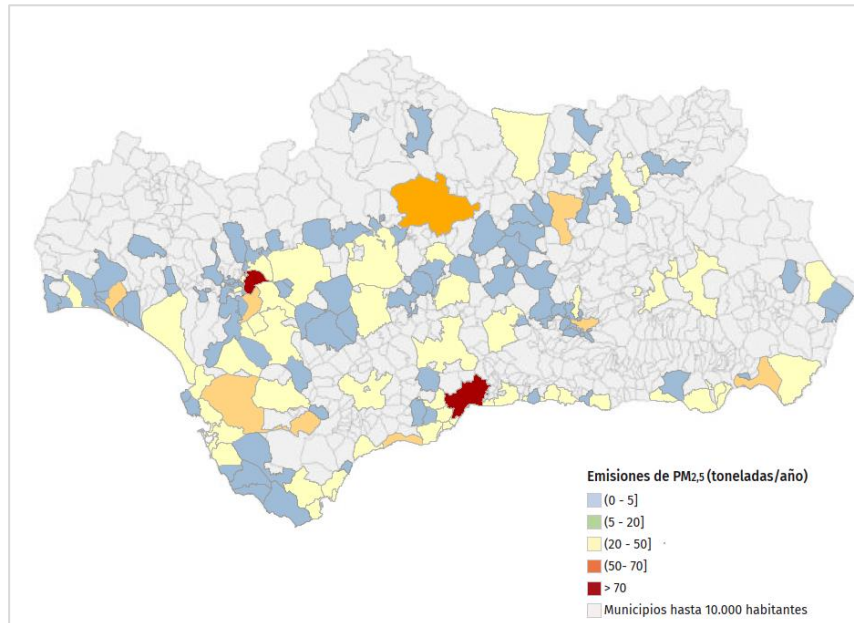 Emisiones de PM2,5 (toneladas/año)
(0 - 5]
(5 - 20]
(20 - 50]
(50- 70]
> 70
Municipios hasta 10.000 habitantes